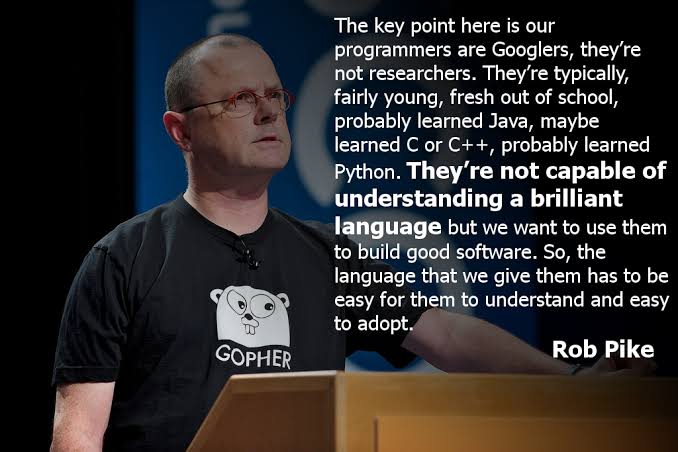 The key point here is our
programmers are Googlers, they're
not researchers. They're typically,
fairly young, fresh out of school,
probably learned Java, maybe
learned C or C++, probably learned
Python. They're not capable of
understanding a brilliant
language but we want to use them
to build good software. So, the
language that we give them has to be
easy for them to understand and easy
to adopt.
Rob Pike
GOPHER